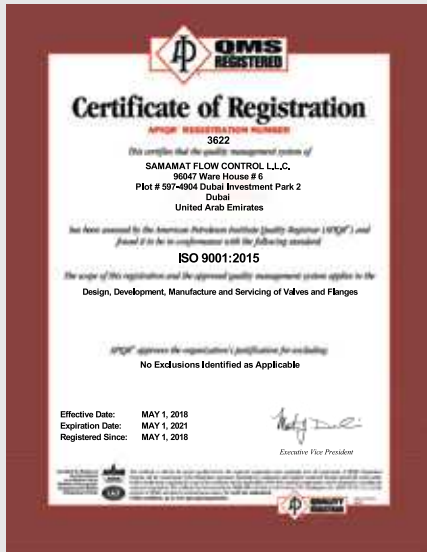 QMS
REGISTERED
Certificate of Registration
APIQR® REGISTRATION NUMBER
3622
This certifies that the quality management system of
SAMAMAT FLOW CONTROL L.L.C.
96047 Ware House # 6
Plot # 597-4904 Dubai Investment Park 2
Dubai
United Arab Emirates
has been assessed by the American Petroleum Institute Quality Registrar (APIQR®) and
found it to be in conformance with the following standard
ISO 9001:2015
The scope of this registration and the approved quality management system applies to the
Design, Development, Manufacture and Servicing of Valves and Flanges
APIQR® approves the organization's justification for excluding
No Exclusions Identified as Applicable
Effective Date: MAY 1, 2018
Expiration Date: MAY 1, 2021
Registered Since: MAY 1, 2018
Executive Vice President
QUALITY
REGISTRAR